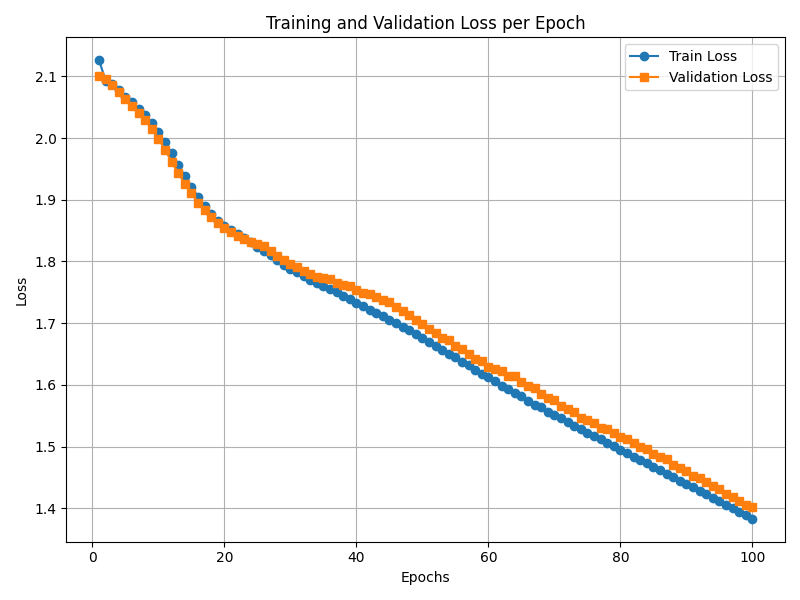 Training and Validation Loss per Epoch
Train Loss
Validation Loss
2.1
2.0
1.9
1.8
1.7
1.6
1.5
1.4
Loss
0 20 40 60 80 100
Epochs